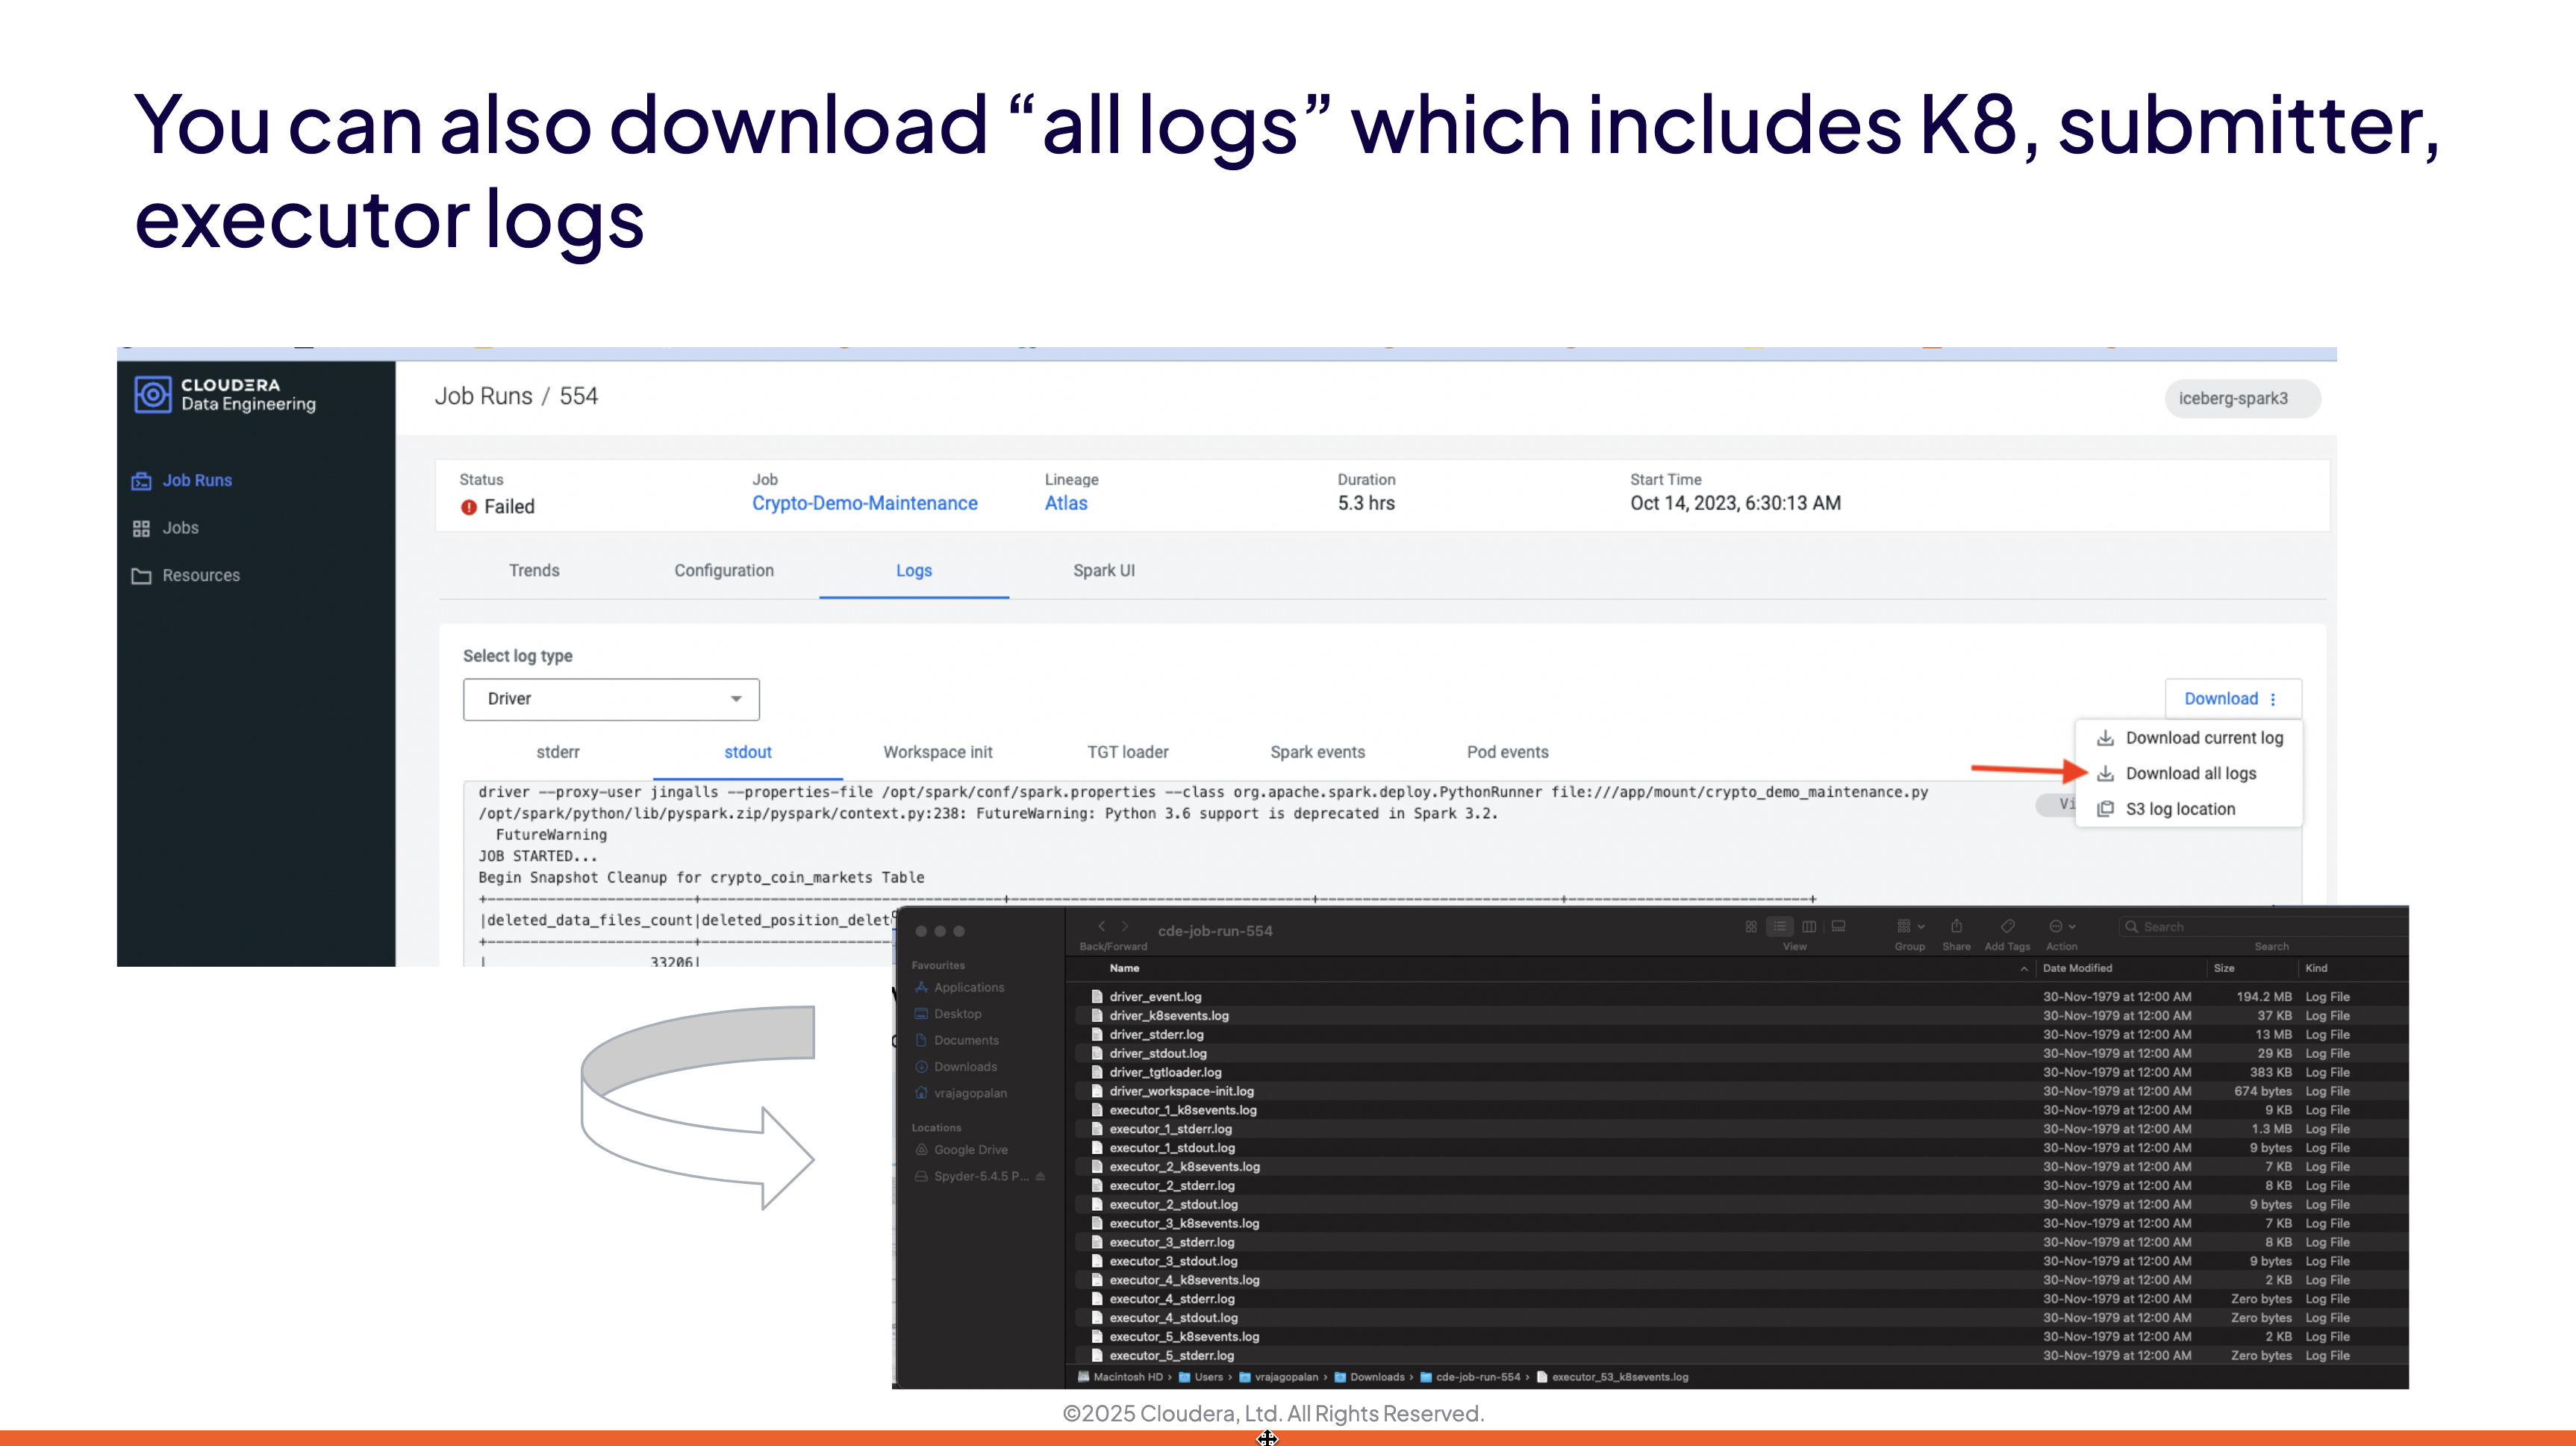 You can also download “all logs” which includes K8, submitter,
executor logs
CLOUDERA
Data Engineering
Job Runs / 554
iceberg-spark3
Job Runs
Jobs
Resources
Status
Failed
Job
Crypto-Demo-Maintenance
Lineage
Atlas
Duration
5.3 hrs
Start Time
Oct 14, 2023, 6:30:13 AM
Trends Configuration Logs Spark UI
Select log type
Driver
Download
Download current log
Download all logs
S3 log location
stderr stdout Workspace init TGT loader Spark events Pod events
driver --proxy-user jingalls --properties-file /opt/spark/conf/spark.properties --class org.apache.spark.deploy.PythonRunner file:///app/mount/crypto_demo_maintenance.py
/opt/spark/python/lib/pyspark.zip/pyspark/context.py:238: FutureWarning: Python 3.6 support is deprecated in Spark 3.2.
FutureWarning
JOB STARTED...
Begin Snapshot Cleanup for crypto_coin_markets Table
|deleted_data_files_count|deleted_position_delet
| 33206|
cde-job-run-554
Back/Forward
View
Group
Share
Add Tags
Action
Search
Search
Favourites
Applications
Desktop
Documents
Downloads
vrajagopalan
Locations
Google Drive
Spyder-5.4.5 P...
Name Date Modified Size Kind
driver_event.log 30-Nov-1979 at 12:00 AM 194.2 MB Log File
driver_k8sevents.log 30-Nov-1979 at 12:00 AM 37 KB Log File
driver_stderr.log 30-Nov-1979 at 12:00 AM 13 MB Log File
driver_stdout.log 30-Nov-1979 at 12:00 AM 29 KB Log File
driver_tgtloader.log 30-Nov-1979 at 12:00 AM 383 KB Log File
driver_workspace-init.log 30-Nov-1979 at 12:00 AM 674 bytes Log File
executor_1_k8sevents.log 30-Nov-1979 at 12:00 AM 9 KB Log File
executor_1_stderr.log 30-Nov-1979 at 12:00 AM 1.3 MB Log File
executor_1_stdout.log 30-Nov-1979 at 12:00 AM 9 bytes Log File
executor_2_k8sevents.log 30-Nov-1979 at 12:00 AM 7 KB Log File
executor_2_stderr.log 30-Nov-1979 at 12:00 AM 8 KB Log File
executor_2_stdout.log 30-Nov-1979 at 12:00 AM 9 bytes Log File
executor_3_k8sevents.log 30-Nov-1979 at 12:00 AM 7 KB Log File
executor_3_stderr.log 30-Nov-1979 at 12:00 AM 8 KB Log File
executor_3_stdout.log 30-Nov-1979 at 12:00 AM 9 bytes Log File
executor_4_k8sevents.log 30-Nov-1979 at 12:00 AM 2 KB Log File
executor_4_stderr.log 30-Nov-1979 at 12:00 AM Zero bytes Log File
executor_4_stdout.log 30-Nov-1979 at 12:00 AM Zero bytes Log File
executor_5_k8sevents.log 30-Nov-1979 at 12:00 AM 2 KB Log File
executor_5_stderr.log 30-Nov-1979 at 12:00 AM Zero bytes Log File
Macintosh HD › Users › vrajagopalan › Downloads › cde-job-run-554 › executor_53_k8sevents.log
©2025 Cloudera, Ltd. All Rights Reserved.